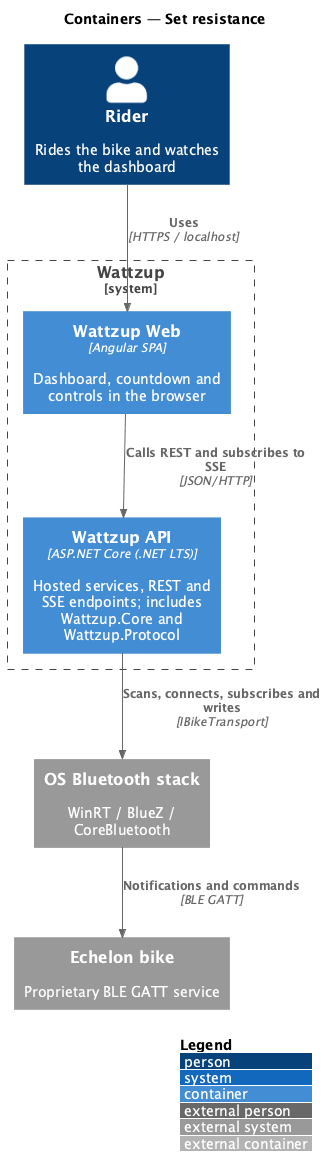 Containers — Set resistance
Rider
Rides the bike and watches
the dashboard
Uses
[HTTPS / localhost]
Wattzup
[system]
Wattzup Web
[Angular SPA]
Dashboard, countdown and
controls in the browser
Calls REST and subscribes to
SSE
[JSON/HTTP]
Wattzup API
[ASP.NET Core (.NET LTS)]
Hosted services, REST and
SSE endpoints; includes
Wattzup.Core and
Wattzup.Protocol
Scans, connects, subscribes and
writes
[IBikeTransport]
OS Bluetooth stack
WinRT / BlueZ /
CoreBluetooth
Notifications and commands
[BLE GATT]
Echelon bike
Proprietary BLE GATT service
Legend
person
system
container
external person
external system
external container